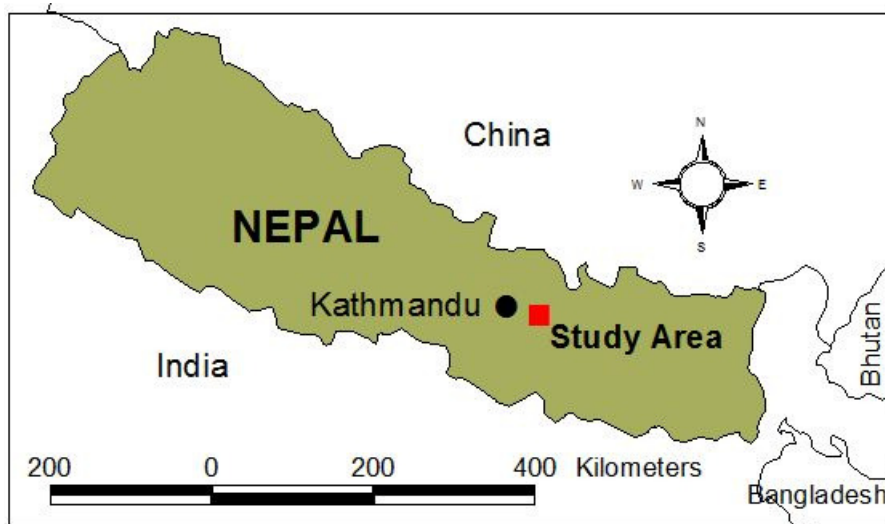 China
N
W E
S
NEPAL
Kathmandu
Study Area
India
Bhutan
200 0 200 400 Kilometers
Bangladesh